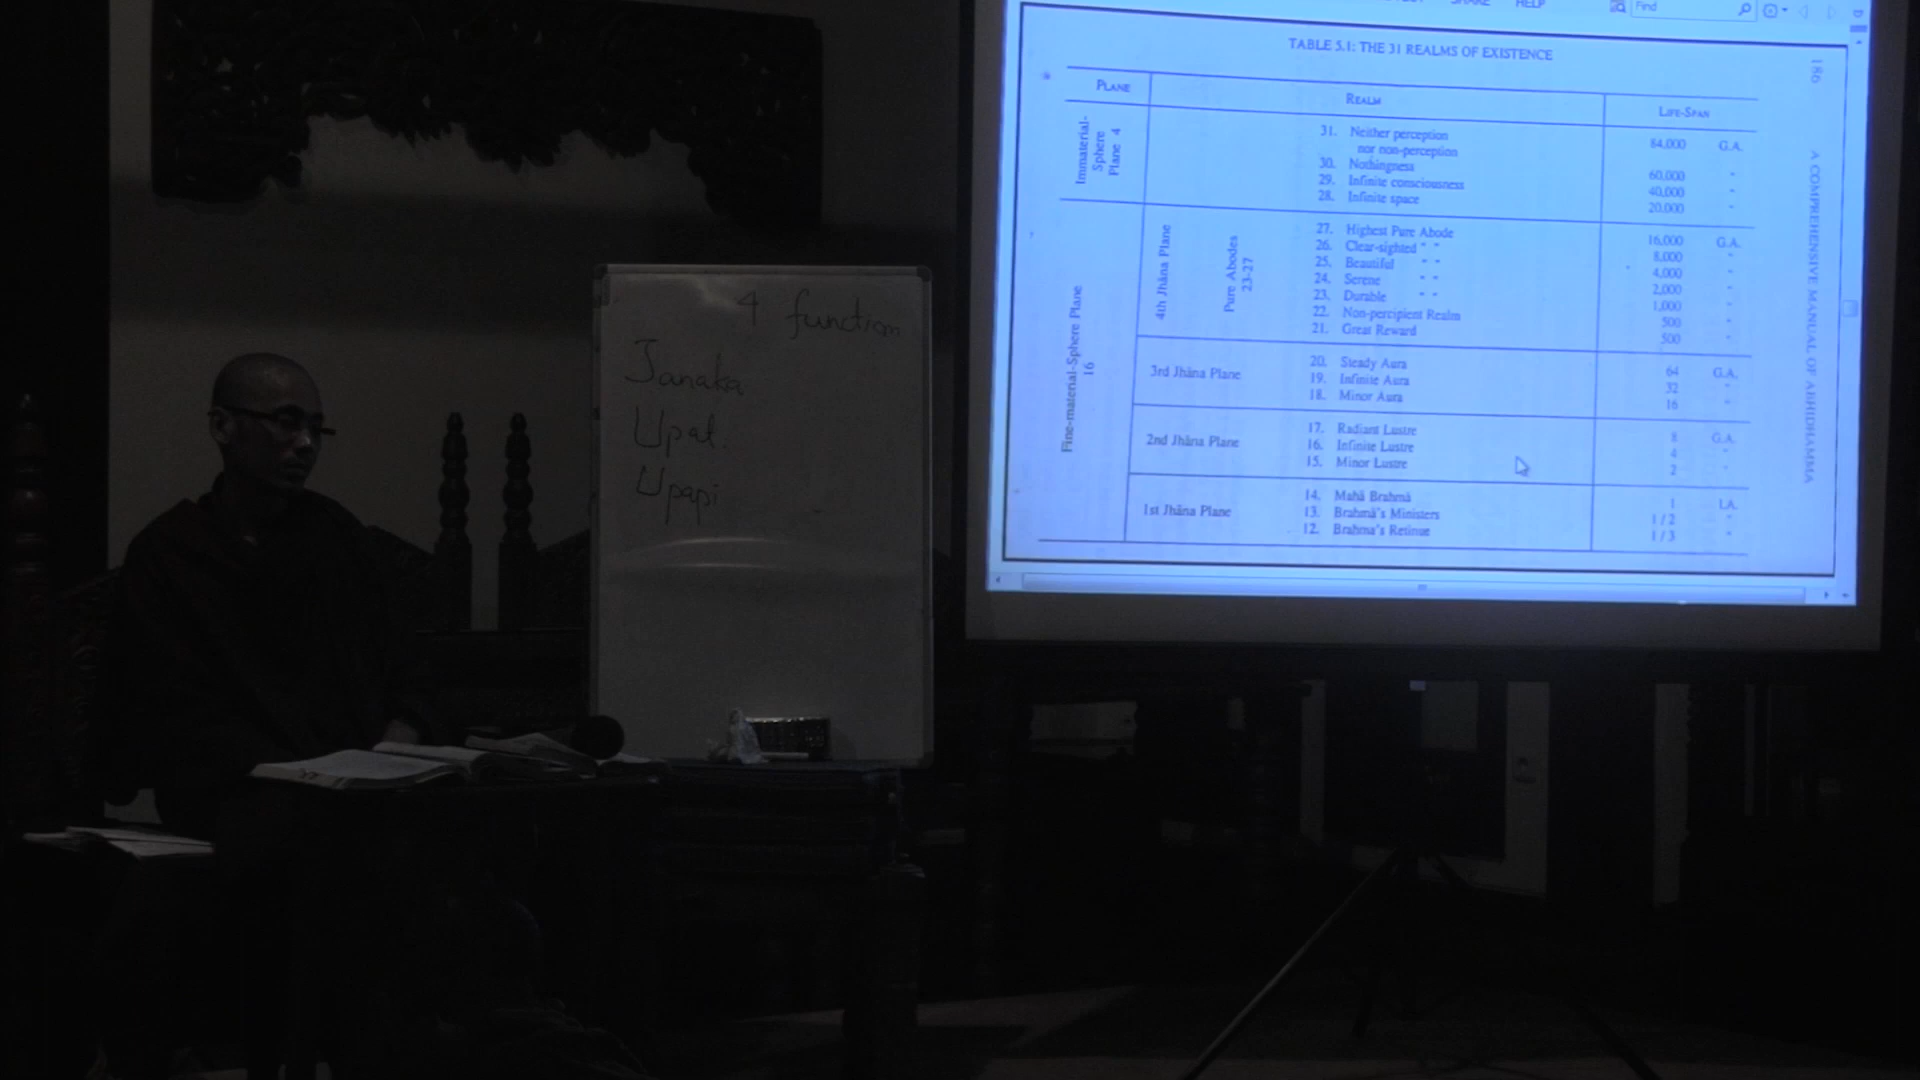 4 function
Janaka
Upat.
Upapi
HELP
Find
TABLE 5.1: THE 31 REALMS OF EXISTENCE
186
A COMPREHENSIVE MANUAL OF ABHIDHAMMA
PLANE REALM LIFE-SPAN
Immaterial-
Sphere
Plane 4
31. Neither perception
nor non-perception 84,000 G.A.
30. Nothingness 60,000 "
29. Infinite consciousness 40,000 "
28. Infinite space 20,000 "
Fine-material-Sphere Plane
16
4th Jhāna Plane
Pure Abodes
23-27
27. Highest Pure Abode 16,000 G.A.
26. Clear-sighted " " 8,000 "
25. Beautiful " " 4,000 "
24. Serene " " 2,000 "
23. Durable " " 1,000 "
22. Non-percipient Realm 500 "
21. Great Reward 500 "
3rd Jhāna Plane
20. Steady Aura 64 G.A.
19. Infinite Aura 32 "
18. Minor Aura 16 "
2nd Jhāna Plane
17. Radiant Lustre 8 G.A.
16. Infinite Lustre 4 "
15. Minor Lustre 2 "
1st Jhāna Plane
14. Mahā Brahmā 1 I.A.
13. Brahmā's Ministers 1/2 "
12. Brahma's Retinue 1/3 "